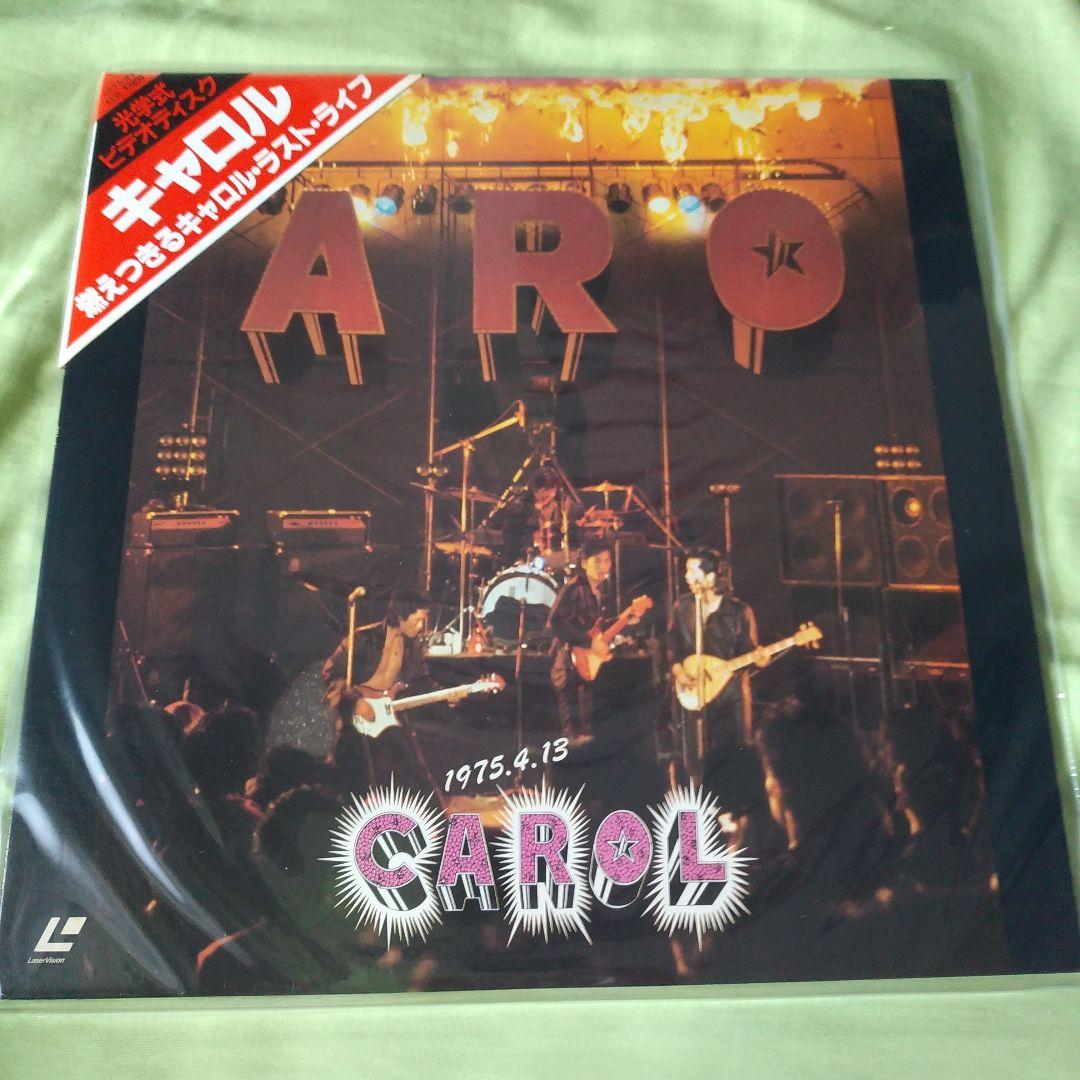 光学式
ビデオディスク
キャロル
燃えつきるキャロル・ラスト・ライブ
ARO
1975.4.13
CAROL
LaserVision